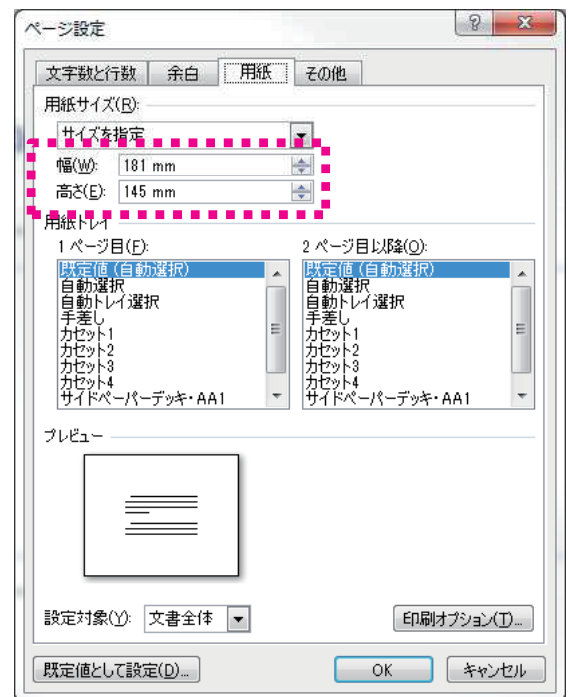 ページ設定
?
文字数と行数 余白 用紙 その他
用紙サイズ(R):
サイズを指定
幅(W): 181 mm
高さ(E): 145 mm
用紙トレイ
1 ページ目(F): 2 ページ目以降(O):
既定値 (自動選択) 既定値 (自動選択)
自動選択 自動選択
自動トレイ選択 自動トレイ選択
手差し 手差し
カセット1 カセット1
カセット2 カセット2
カセット3 カセット3
カセット4 カセット4
サイドペーパーデッキ・AA1 サイドペーパーデッキ・AA1
プレビュー
設定対象(Y): 文書全体 印刷オプション(T)...
既定値として設定(D)... OK キャンセル